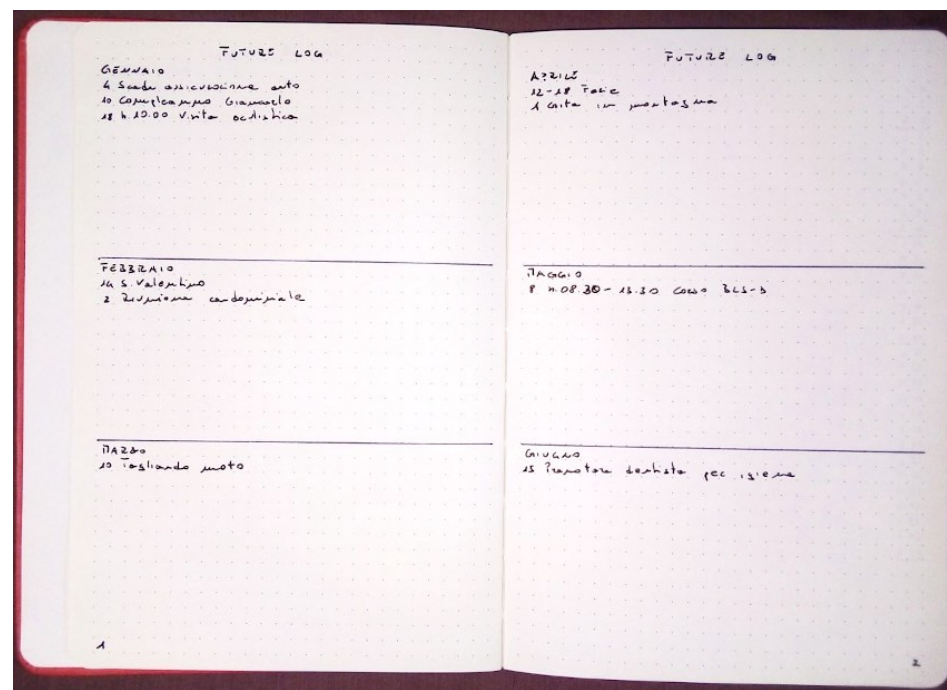 FUTURE LOG
GENNAIO
4 Scade assicurazione auto
10 Compleanno Giancarlo
18 h.10.00 Visita oculistica
FEBBRAIO
14 S. Valentino
2 Riunione condominiale
MARZO
10 Tagliando moto
1
FUTURE LOG
APRILE
12-18 Ferie
1 Gita in montagna
MAGGIO
8 h.08.30 - 13.30 Corso BLS-D
GIUGNO
15 Prenotare dentista per igiene
2